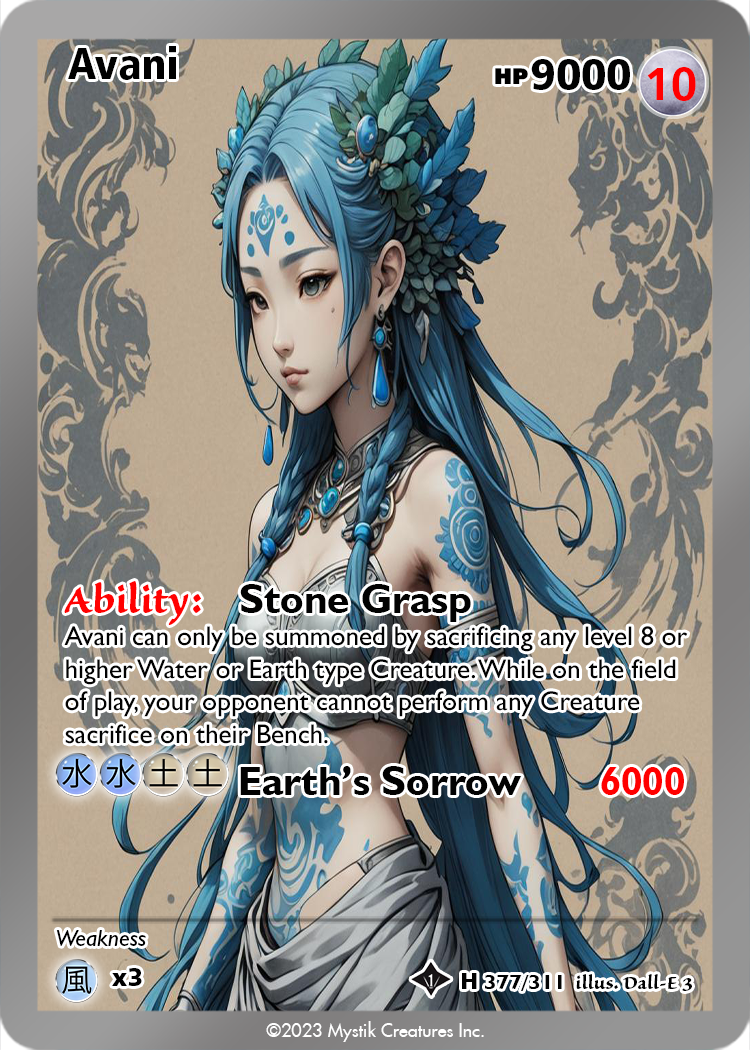 Avani HP 9000 10
Ability: Stone Grasp
Avani can only be summoned by sacrificing any level 8 or
higher Water or Earth type Creature. While on the field
of play, your opponent cannot perform any Creature
sacrifice on their Bench.
水 水 土 土 Earth's Sorrow 6000
Weakness
風 x3 1 H 377/311 illus. Dall-E 3
©2023 Mystik Creatures Inc.